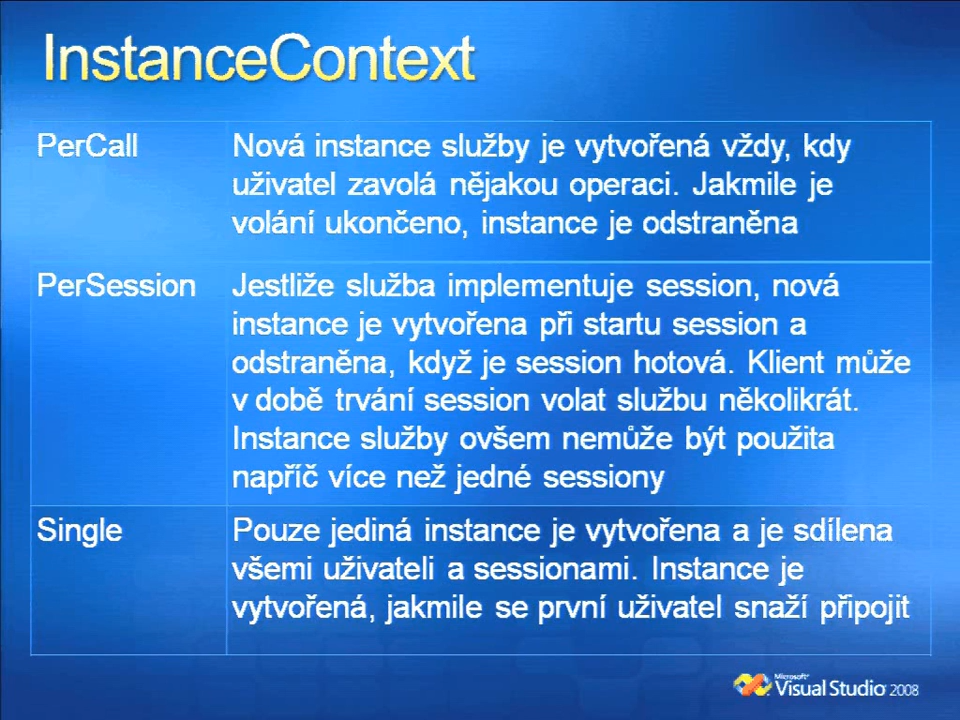 InstanceContext
PerCall
Nová instance služby je vytvořená vždy, kdy
uživatel zavolá nějakou operaci. Jakmile je
volání ukončeno, instance je odstraněna
PerSession
Jestliže služba implementuje session, nová
instance je vytvořena při startu session a
odstraněna, když je session hotová. Klient může
v době trvání session volat službu několikrát.
Instance služby ovšem nemůže být použita
napříč více než jedné sessiony
Single
Pouze jediná instance je vytvořena a je sdílena
všemi uživateli a sessionami. Instance je
vytvořená, jakmile se první uživatel snaží připojit
Microsoft
Visual Studio 2008